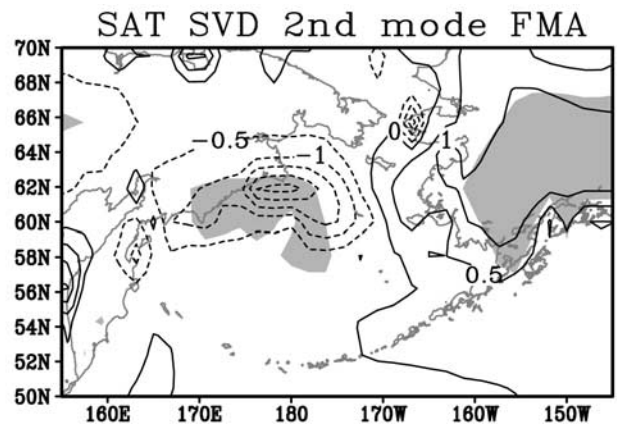 SAT SVD 2nd mode FMA
70N
68N
66N
64N
62N
60N
58N
56N
54N
52N
50N
-0.5
-1
0
1
0.5
160E 170E 180 170W 160W 150W